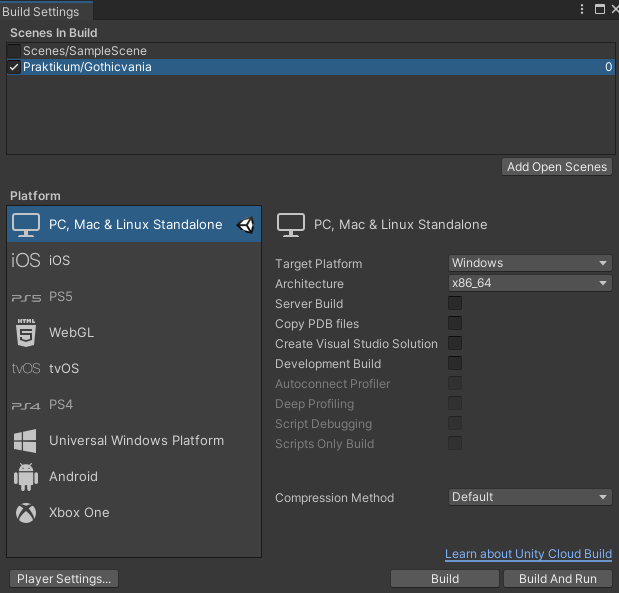 Build Settings
Scenes In Build
Scenes/SampleScene
Praktikum/Gothicvania 0
Add Open Scenes
Platform
PC, Mac & Linux Standalone
iOS iOS
PS5 PS5
HTML 5 WebGL
tvOS tvOS
PS4 PS4
Universal Windows Platform
Android
Xbox One
PC, Mac & Linux Standalone
Target Platform Windows
Architecture x86_64
Server Build
Copy PDB files
Create Visual Studio Solution
Development Build
Autoconnect Profiler
Deep Profiling
Script Debugging
Scripts Only Build
Compression Method Default
Learn about Unity Cloud Build
Player Settings... Build Build And Run